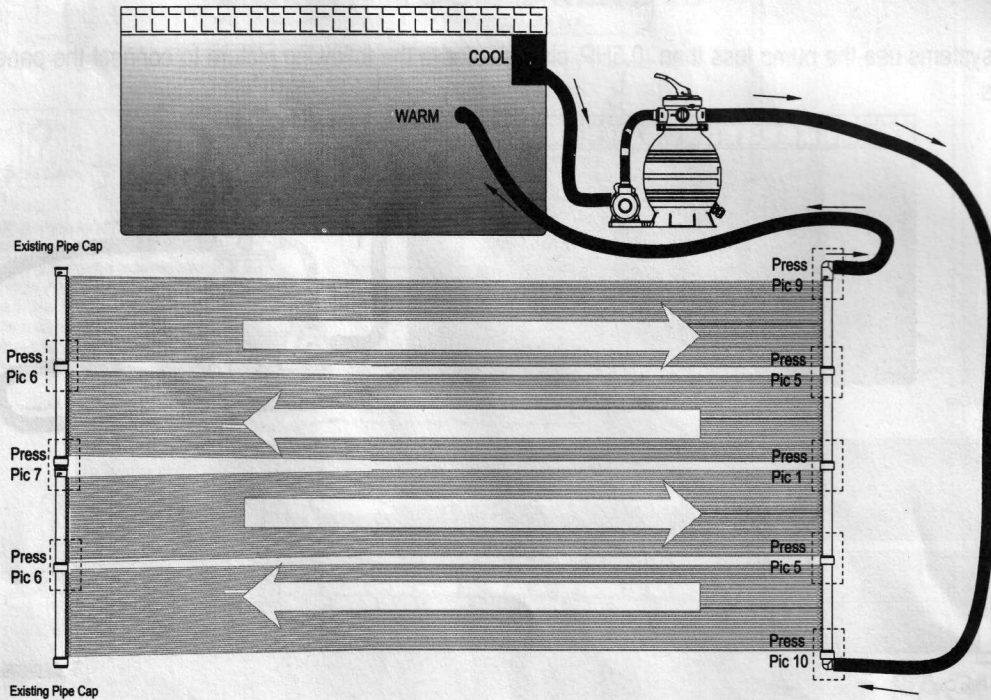 COOL
WARM
Existing Pipe Cap
Press
Pic 9
Press
Pic 6
Press
Pic 5
Press
Pic 7
Press
Pic 1
Press
Pic 6
Press
Pic 5
Press
Pic 10
Existing Pipe Cap